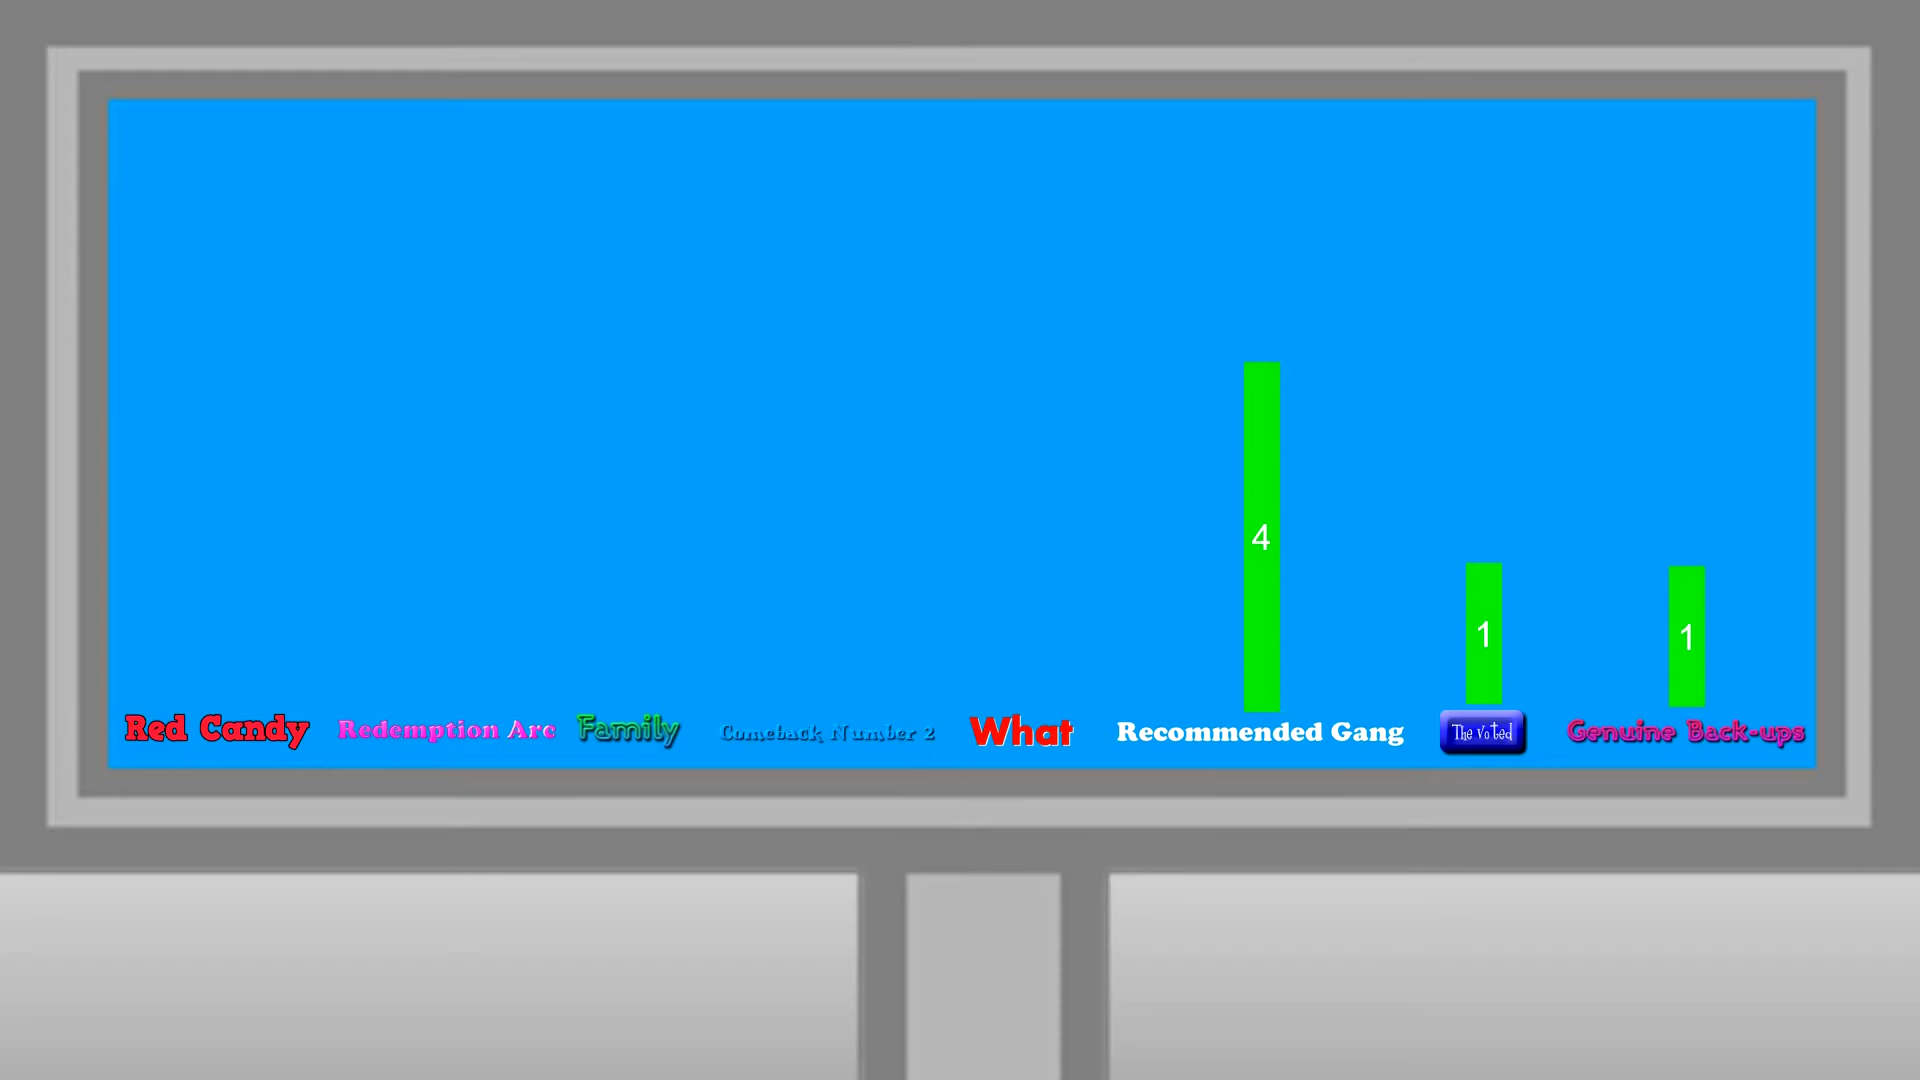 4
1
1
Red Candy
Redemption Arc
Family
Comeback Number 2
What
Recommended Gang
The Voted
Genuine Back-ups